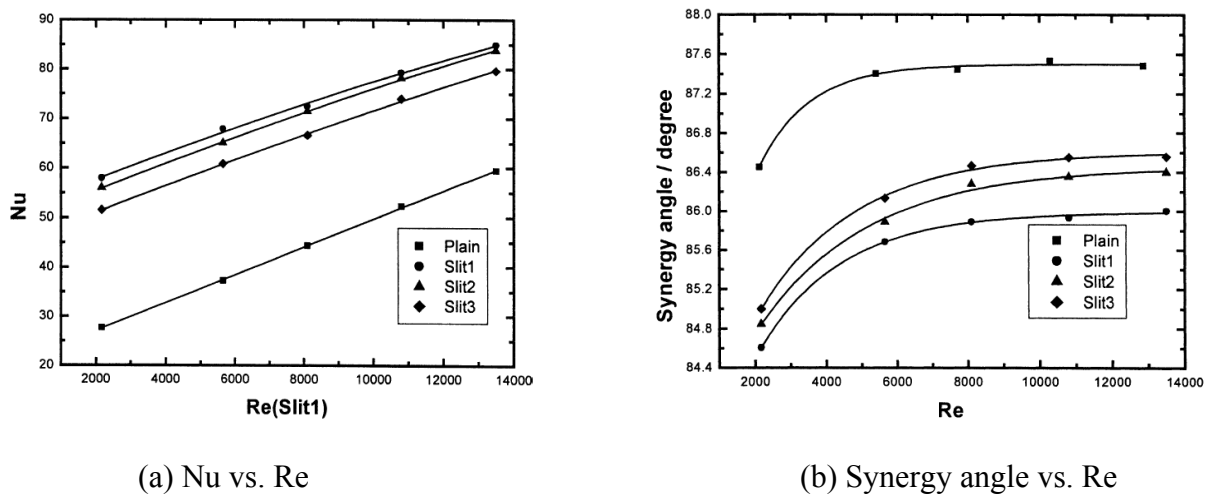 90
80
70
60
50
40
30
20
Nu
Plain
Slit1
Slit2
Slit3
2000 4000 6000 8000 10000 12000 14000
Re(Slit1)
(a) Nu vs. Re
88.0
87.6
87.2
86.8
86.4
86.0
85.6
85.2
84.8
84.4
Synergy angle / degree
Plain
Slit1
Slit2
Slit3
2000 4000 6000 8000 10000 12000 14000
Re
(b) Synergy angle vs. Re